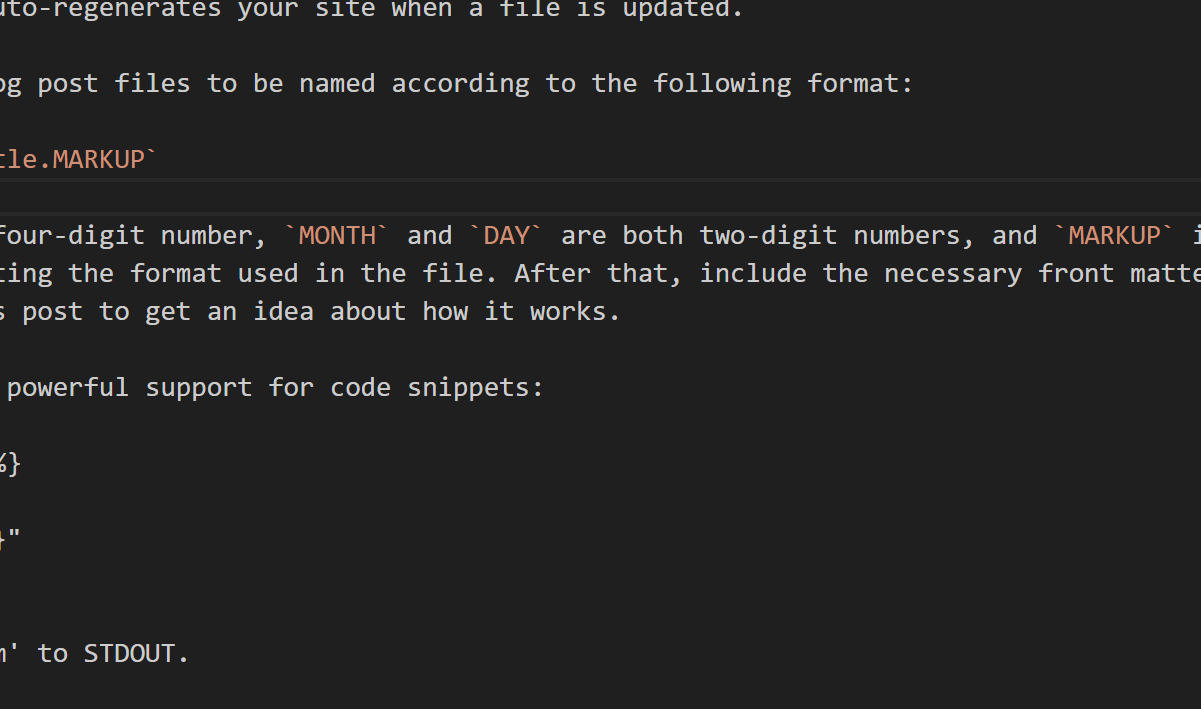 uto-regenerates your site when a file is updated.
og post files to be named according to the following format:
tle.MARKUP`
four-digit number, `MONTH` and `DAY` are both two-digit numbers, and `MARKUP` i
ting the format used in the file. After that, include the necessary front matte
s post to get an idea about how it works.
powerful support for code snippets:
%}
}"
m' to STDOUT.